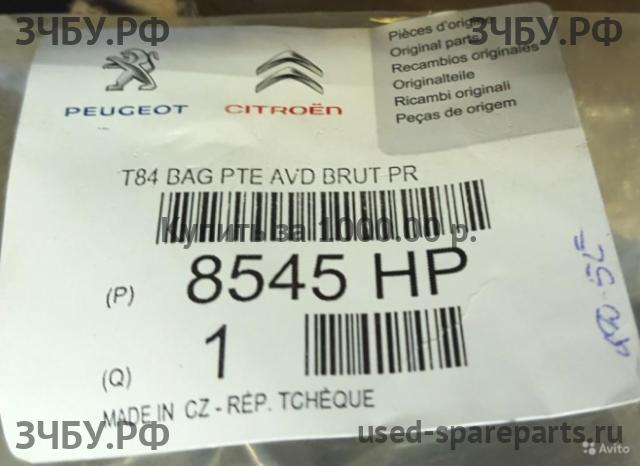 ЗЧБУ.РФ
ЗЧБУ.РФ
Pièces d'origine
Original parts
Recambios originales
Originalteile
Ricambi originali
Peças de origem
PEUGEOT
CITROËN
T84 BAG PTE AVD BRUT PR
Купить за 1000.00 р.
(P) 8545 HP
(Q) 1
MADE IN CZ - RÉP. TCHÈQUE
ЗЧБУ.РФ
used-spareparts.ru
Avito